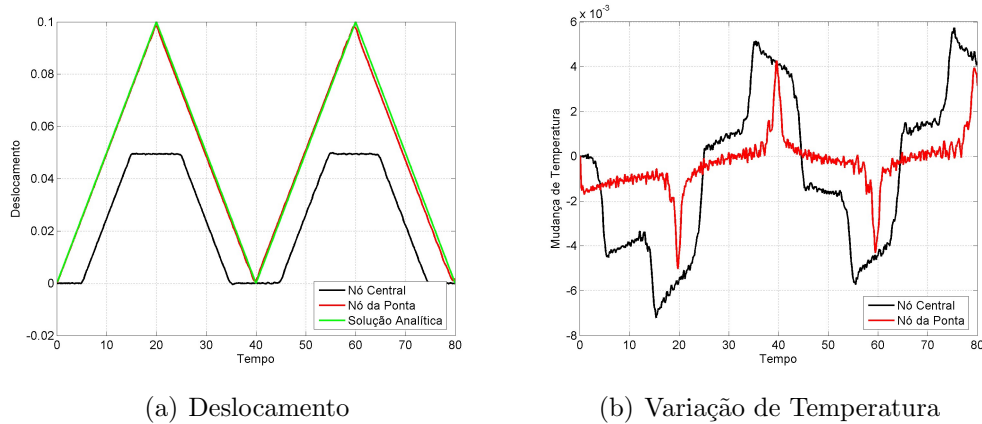 0.1
0.08
0.06
0.04
0.02
0
-0.02
Deslocamento
0 10 20 30 40 50 60 70 80
Tempo
Nó Central
Nó da Ponta
Solução Analítica
(a) Deslocamento
x 10-3
6
4
2
0
-2
-4
-6
-8
Mudança de Temperatura
0 10 20 30 40 50 60 70 80
Tempo
Nó Central
Nó da Ponta
(b) Variação de Temperatura